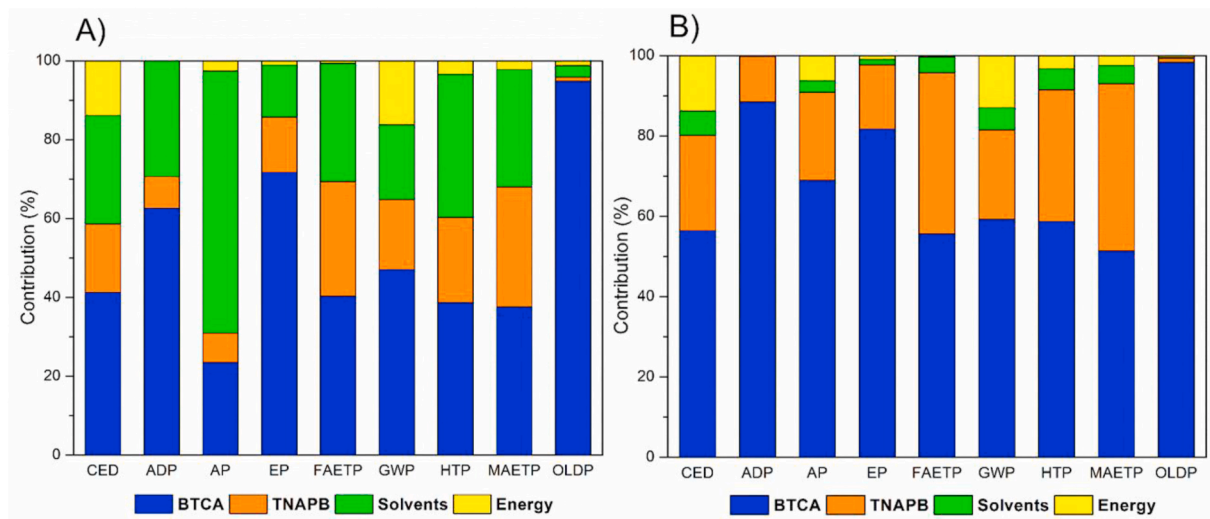 A)
Contribution (%)
100
80
60
40
20
0
CED ADP AP EP FAETP GWP HTP MAETP OLDP
BTCA TNAPB Solvents Energy
B)
Contribution (%)
100
80
60
40
20
0
CED ADP AP EP FAETP GWP HTP MAETP OLDP
BTCA TNAPB Solvents Energy